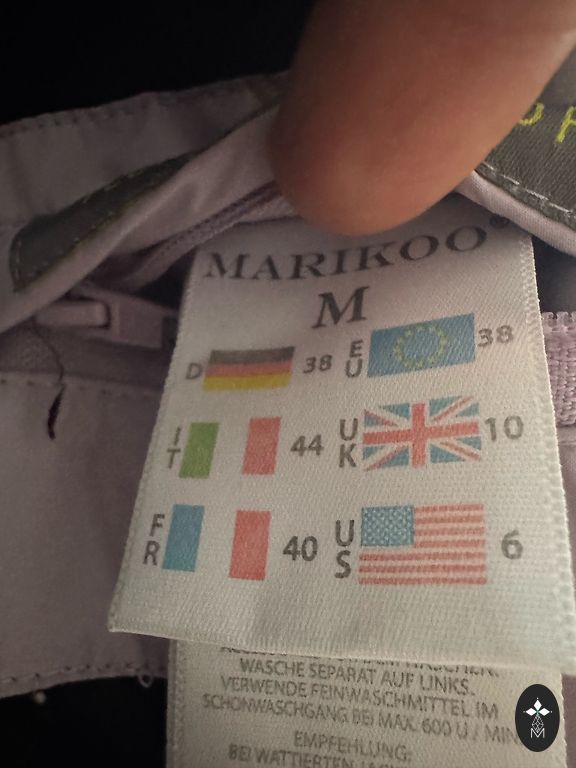 MARIKOO®
M
D 38 EU 38
IT 44 UK 10
FR 40 US 6
WASCHE SEPARAT AUF LINKS.
VERWENDE FEINWASCHMITTEL IM
SCHONWASCHGANG BEI MAX. 600 U / MIN
EMPFEHLUNG:
BEI WATTIERTEN
M